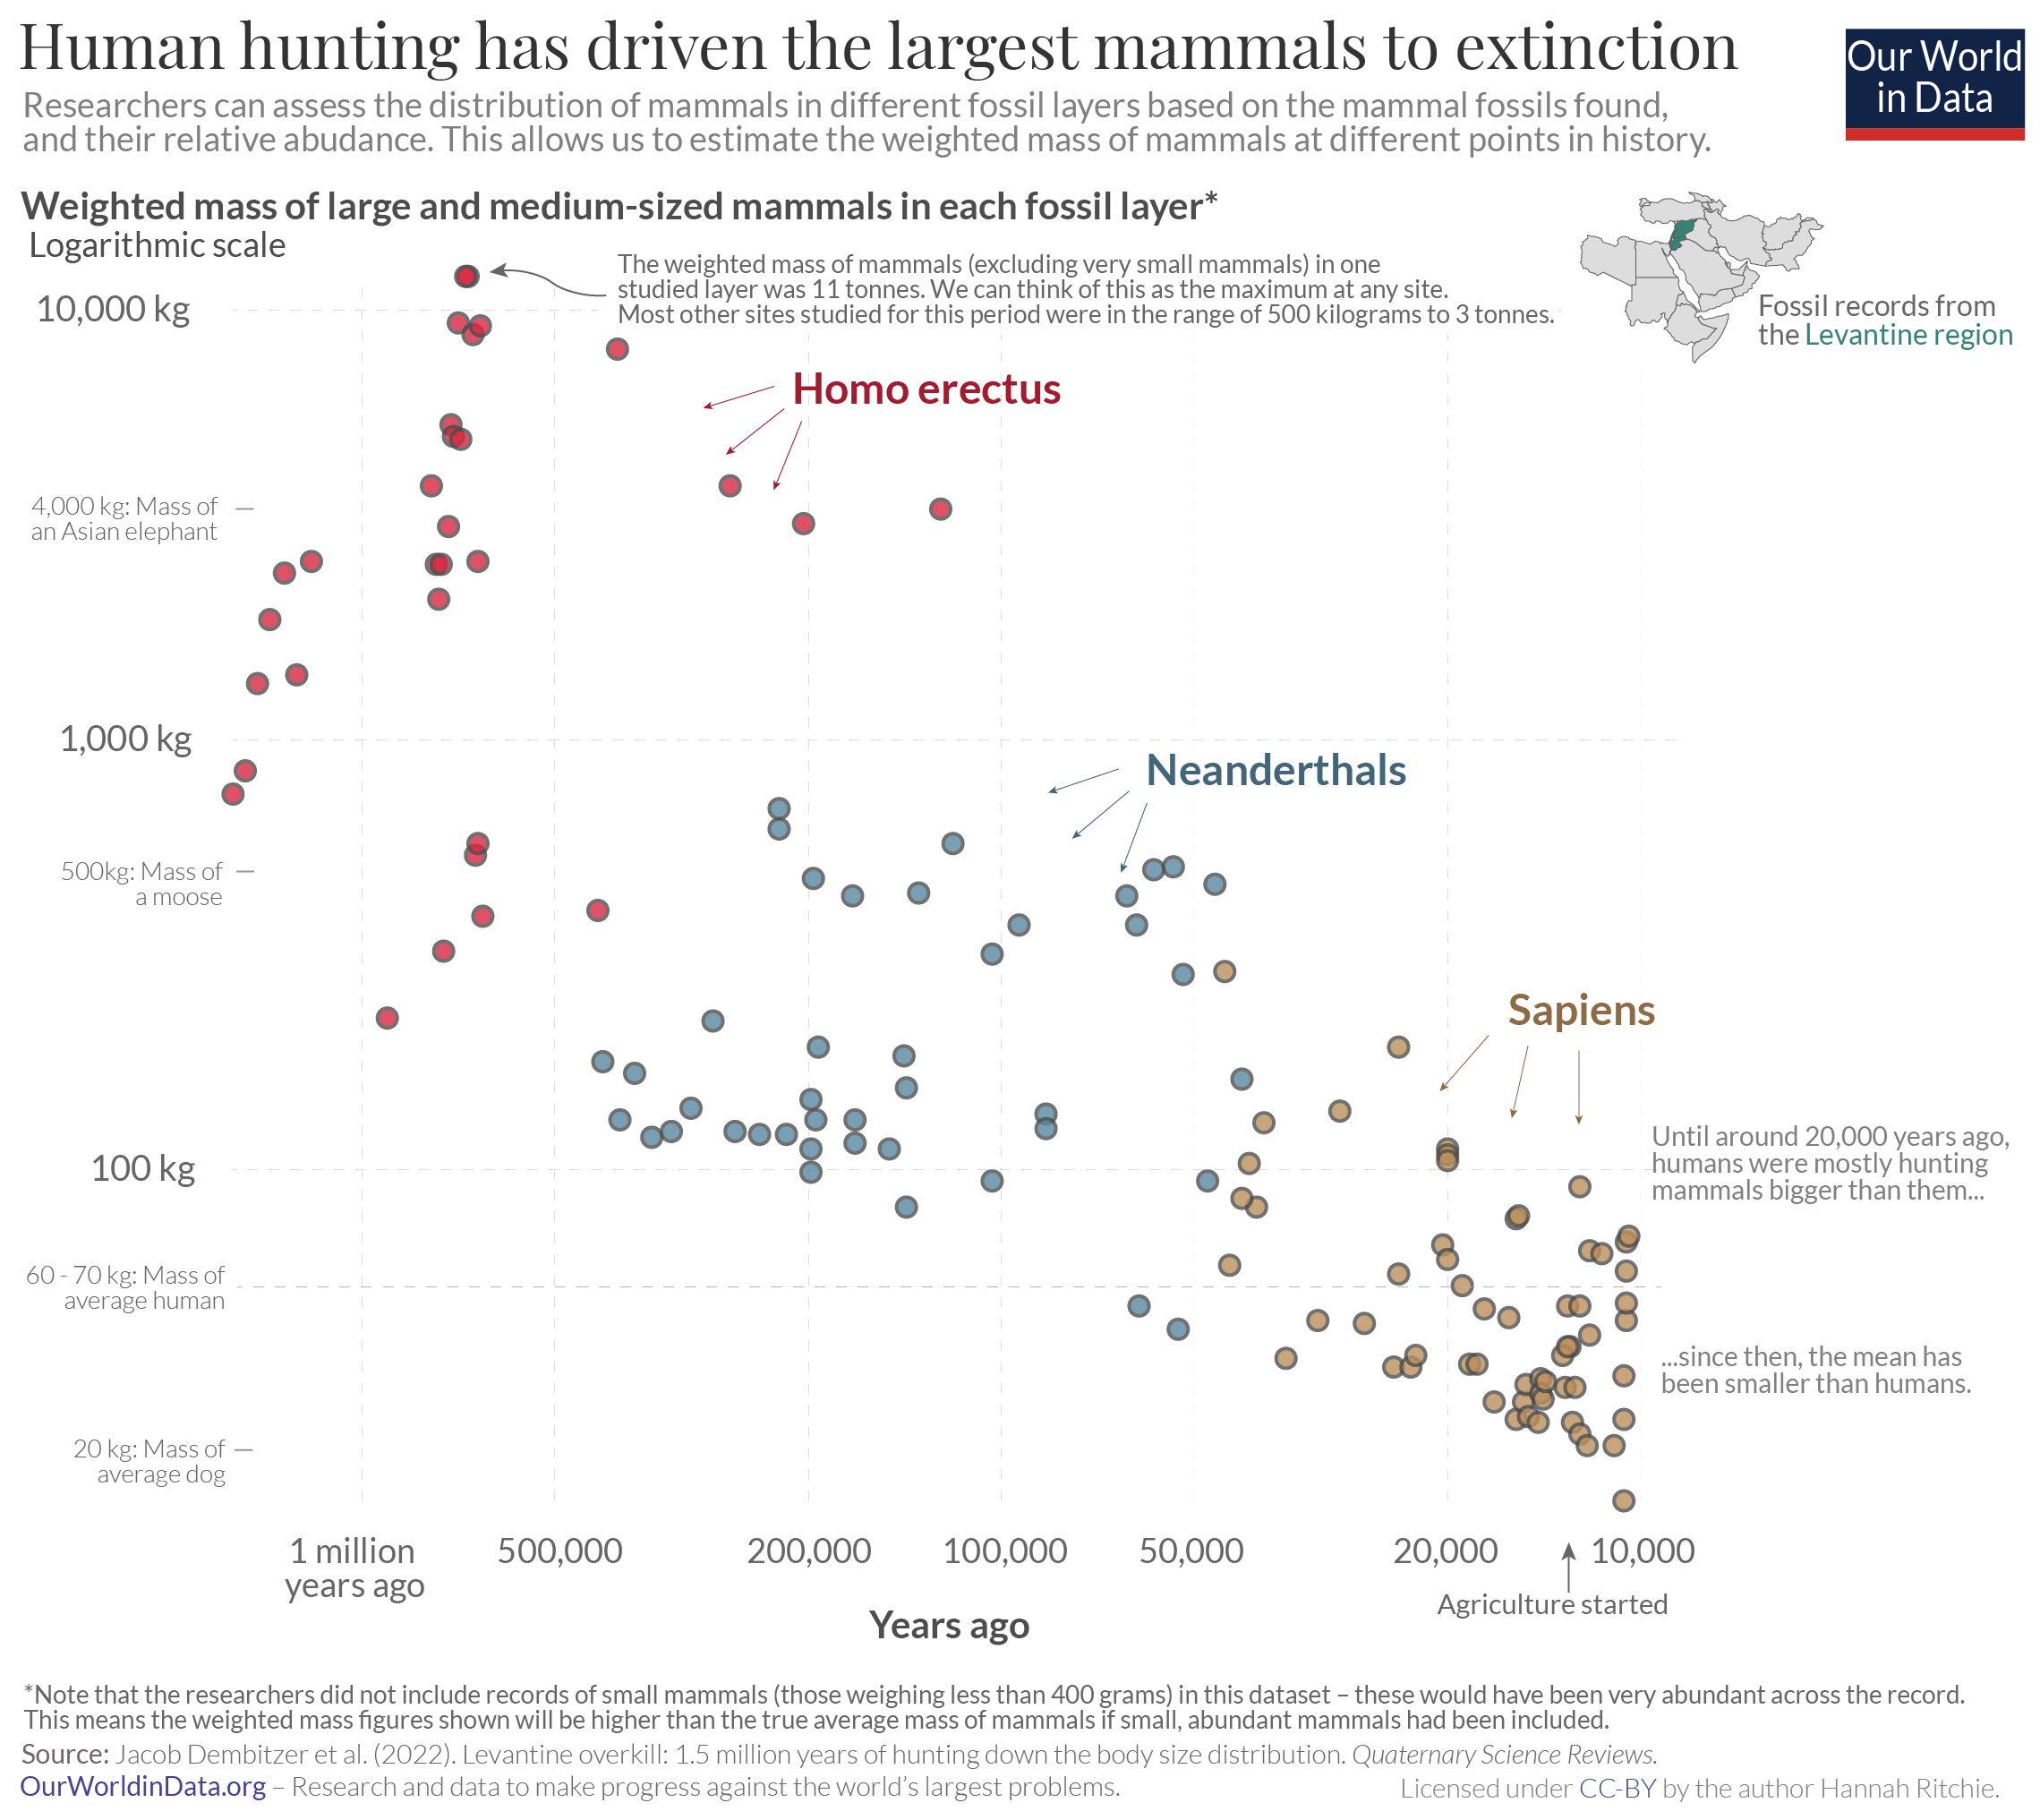 Human hunting has driven the largest mammals to extinction
Our World
in Data
Researchers can assess the distribution of mammals in different fossil layers based on the mammal fossils found,
and their relative abudance. This allows us to estimate the weighted mass of mammals at different points in history.
Weighted mass of large and medium-sized mammals in each fossil layer*
Logarithmic scale
The weighted mass of mammals (excluding very small mammals) in one
studied layer was 11 tonnes. We can think of this as the maximum at any site.
Most other sites studied for this period were in the range of 500 kilograms to 3 tonnes.
Fossil records from
the Levantine region
10,000 kg
Homo erectus
4,000 kg: Mass of
an Asian elephant
1,000 kg
Neanderthals
500kg: Mass of
a moose
Sapiens
Until around 20,000 years ago,
humans were mostly hunting
mammals bigger than them...
100 kg
60 - 70 kg: Mass of
average human
...since then, the mean has
been smaller than humans.
20 kg: Mass of
average dog
1 million
years ago
500,000
200,000
100,000
50,000
20,000
10,000
Agriculture started
Years ago
*Note that the researchers did not include records of small mammals (those weighing less than 400 grams) in this dataset – these would have been very abundant across the record.
This means the weighted mass figures shown will be higher than the true average mass of mammals if small, abundant mammals had been included.
Source: Jacob Dembitzer et al. (2022). Levantine overkill: 1.5 million years of hunting down the body size distribution. Quaternary Science Reviews.
OurWorldinData.org – Research and data to make progress against the world's largest problems.
Licensed under CC-BY by the author Hannah Ritchie.